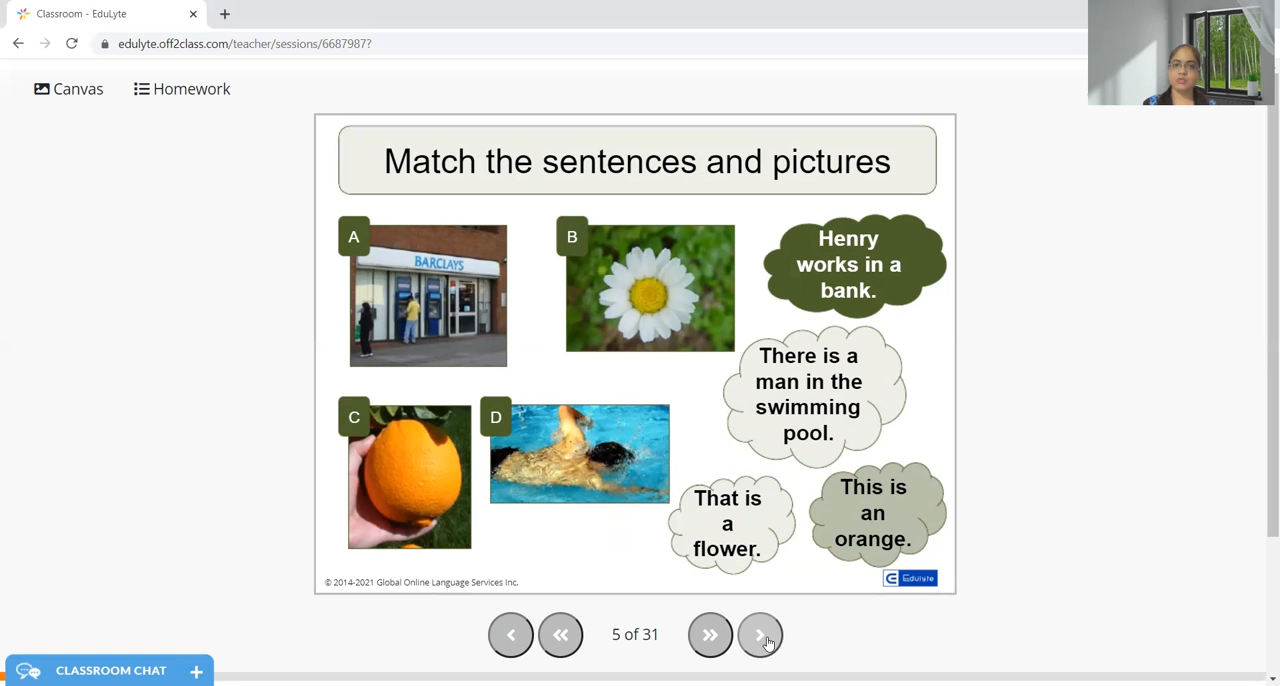 Classroom - EduLyte
edulyte.off2class.com/teacher/sessions/6687987?
Canvas
Homework
Match the sentences and pictures
A
BARCLAYS
B
Henry
works in a
bank.
There is a
man in the
swimming
pool.
C
D
That is
a
flower.
This is
an
orange.
© 2014-2021 Global Online Language Services Inc.
Edulyte
5 of 31
CLASSROOM CHAT